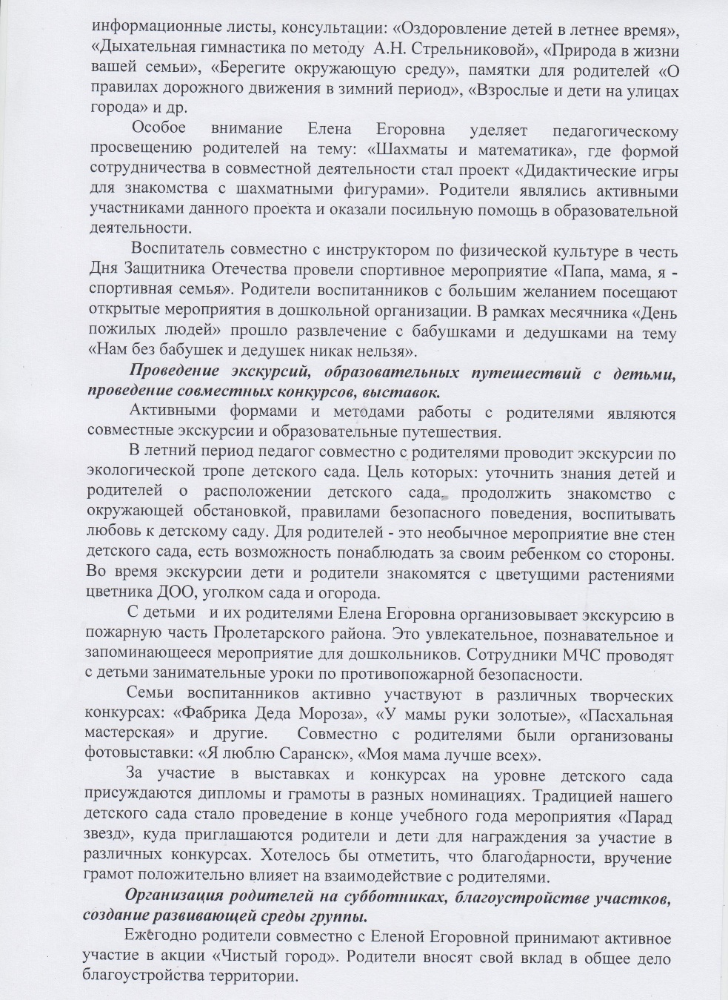 информационные листы, консультации: «Оздоровление детей в летнее время»,
«Дыхательная гимнастика по методу А.Н. Стрельниковой», «Природа в жизни
вашей семьи», «Берегите окружающую среду», памятки для родителей «О
правилах дорожного движения в зимний период», «Взрослые и дети на улицах
города» и др.
Особое внимание Елена Егоровна уделяет педагогическому
просвещению родителей на тему: «Шахматы и математика», где формой
сотрудничества в совместной деятельности стал проект «Дидактические игры
для знакомства с шахматными фигурами». Родители являлись активными
участниками данного проекта и оказали посильную помощь в образовательной
деятельности.
Воспитатель совместно с инструктором по физической культуре в честь
Дня Защитника Отечества провели спортивное мероприятие «Папа, мама, я -
спортивная семья». Родители воспитанников с большим желанием посещают
открытые мероприятия в дошкольной организации. В рамках месячника «День
пожилых людей» прошло развлечение с бабушками и дедушками на тему
«Нам без бабушек и дедушек никак нельзя».
Проведение экскурсий, образовательных путешествий с детьми,
проведение совместных конкурсов, выставок.
Активными формами и методами работы с родителями являются
совместные экскурсии и образовательные путешествия.
В летний период педагог совместно с родителями проводит экскурсии по
экологической тропе детского сада. Цель которых: уточнить знания детей и
родителей о расположении детского сада, продолжить знакомство с
окружающей обстановкой, правилами безопасного поведения, воспитывать
любовь к детскому саду. Для родителей - это необычное мероприятие вне стен
детского сада, есть возможность понаблюдать за своим ребенком со стороны.
Во время экскурсии дети и родители знакомятся с цветущими растениями
цветника ДОО, уголком сада и огорода.
С детьми и их родителями Елена Егоровна организовывает экскурсию в
пожарную часть Пролетарского района. Это увлекательное, познавательное и
запоминающееся мероприятие для дошкольников. Сотрудники МЧС проводят
с детьми занимательные уроки по противопожарной безопасности.
Семьи воспитанников активно участвуют в различных творческих
конкурсах: «Фабрика Деда Мороза», «У мамы руки золотые», «Пасхальная
мастерская» и другие. Совместно с родителями были организованы
фотовыставки: «Я люблю Саранск», «Моя мама лучше всех».
За участие в выставках и конкурсах на уровне детского сада
присуждаются дипломы и грамоты в разных номинациях. Традицией нашего
детского сада стало проведение в конце учебного года мероприятия «Парад
звезд», куда приглашаются родители и дети для награждения за участие в
различных конкурсах. Хотелось бы отметить, что благодарности, вручение
грамот положительно влияет на взаимодействие с родителями.
Организация родителей на субботниках, благоустройстве участков,
создание развивающей среды группы.
Ежегодно родители совместно с Еленой Егоровной принимают активное
участие в акции «Чистый город». Родители вносят свой вклад в общее дело
благоустройства территории.